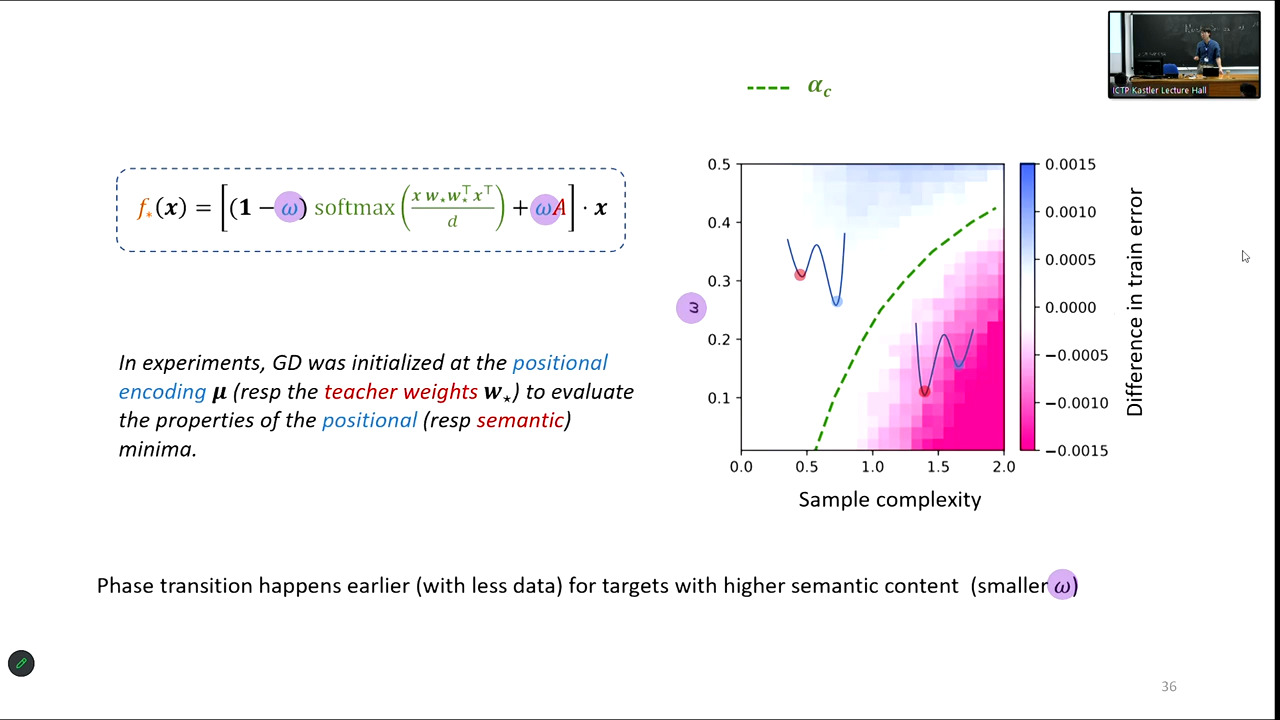 α_c
f_*(x) = [(1 − ω) softmax (x w⋆w⋆⊤x⊤ / d) + ωA] · x
In experiments, GD was initialized at the positional
encoding μ (resp the teacher weights w⋆) to evaluate
the properties of the positional (resp semantic)
minima.
0.5
0.4
0.3
0.2
0.1
ω
0.0 0.5 1.0 1.5 2.0
Sample complexity
0.0015
0.0010
0.0005
0.0000
−0.0005
−0.0010
−0.0015
Difference in train error
Phase transition happens earlier (with less data) for targets with higher semantic content (smaller ω)
36
ICTP Kastler Lecture Hall